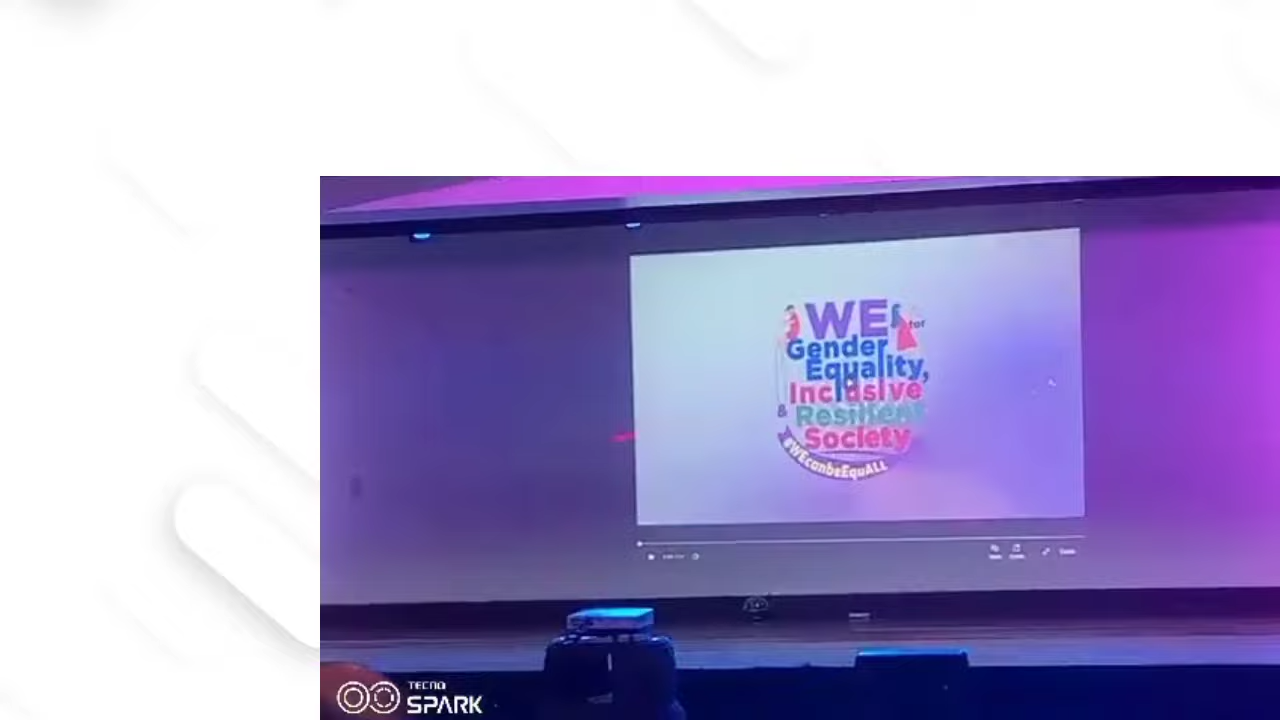 WE for
Gender
Equality,
Inclusive
& Resilient
Society
#WEcanbeEquALL
TECNO
SPARK